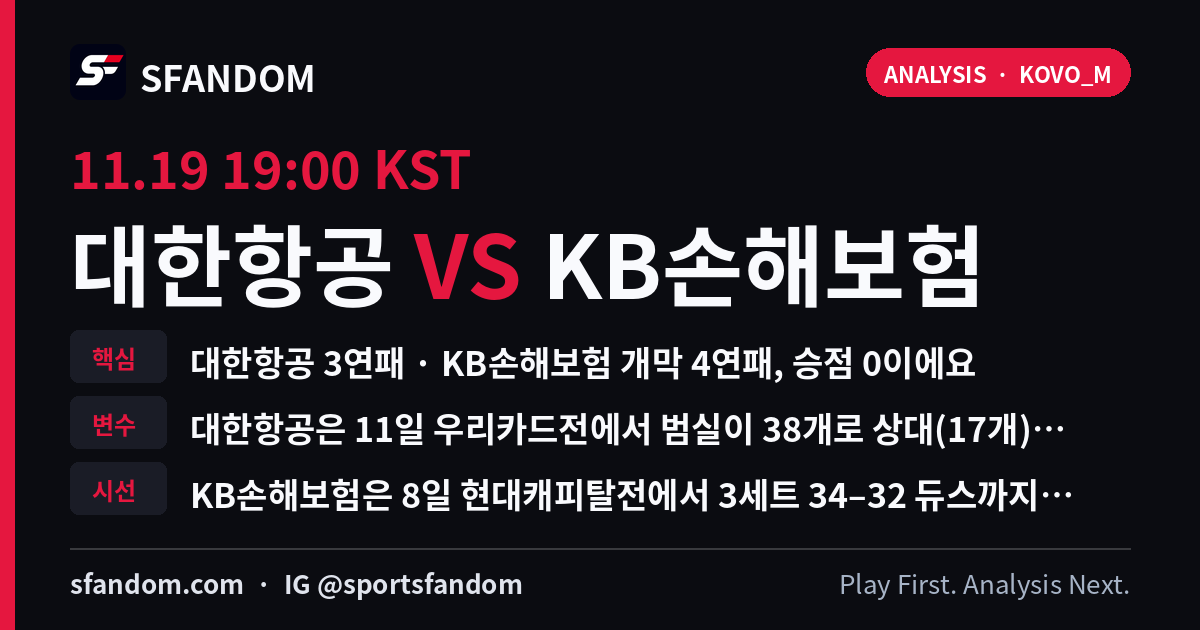 SFANDOM
ANALYSIS · KOVO_M
11.19 19:00 KST
대한항공 VS KB손해보험
핵심 대한항공 3연패 · KB손해보험 개막 4연패, 승점 0이에요
변수 대한항공은 11일 우리카드전에서 범실이 38개로 상대(17개)…
시선 KB손해보험은 8일 현대캐피탈전에서 3세트 34–32 듀스까지…
sfandom.com · IG @sportsfandom
Play First. Analysis Next.